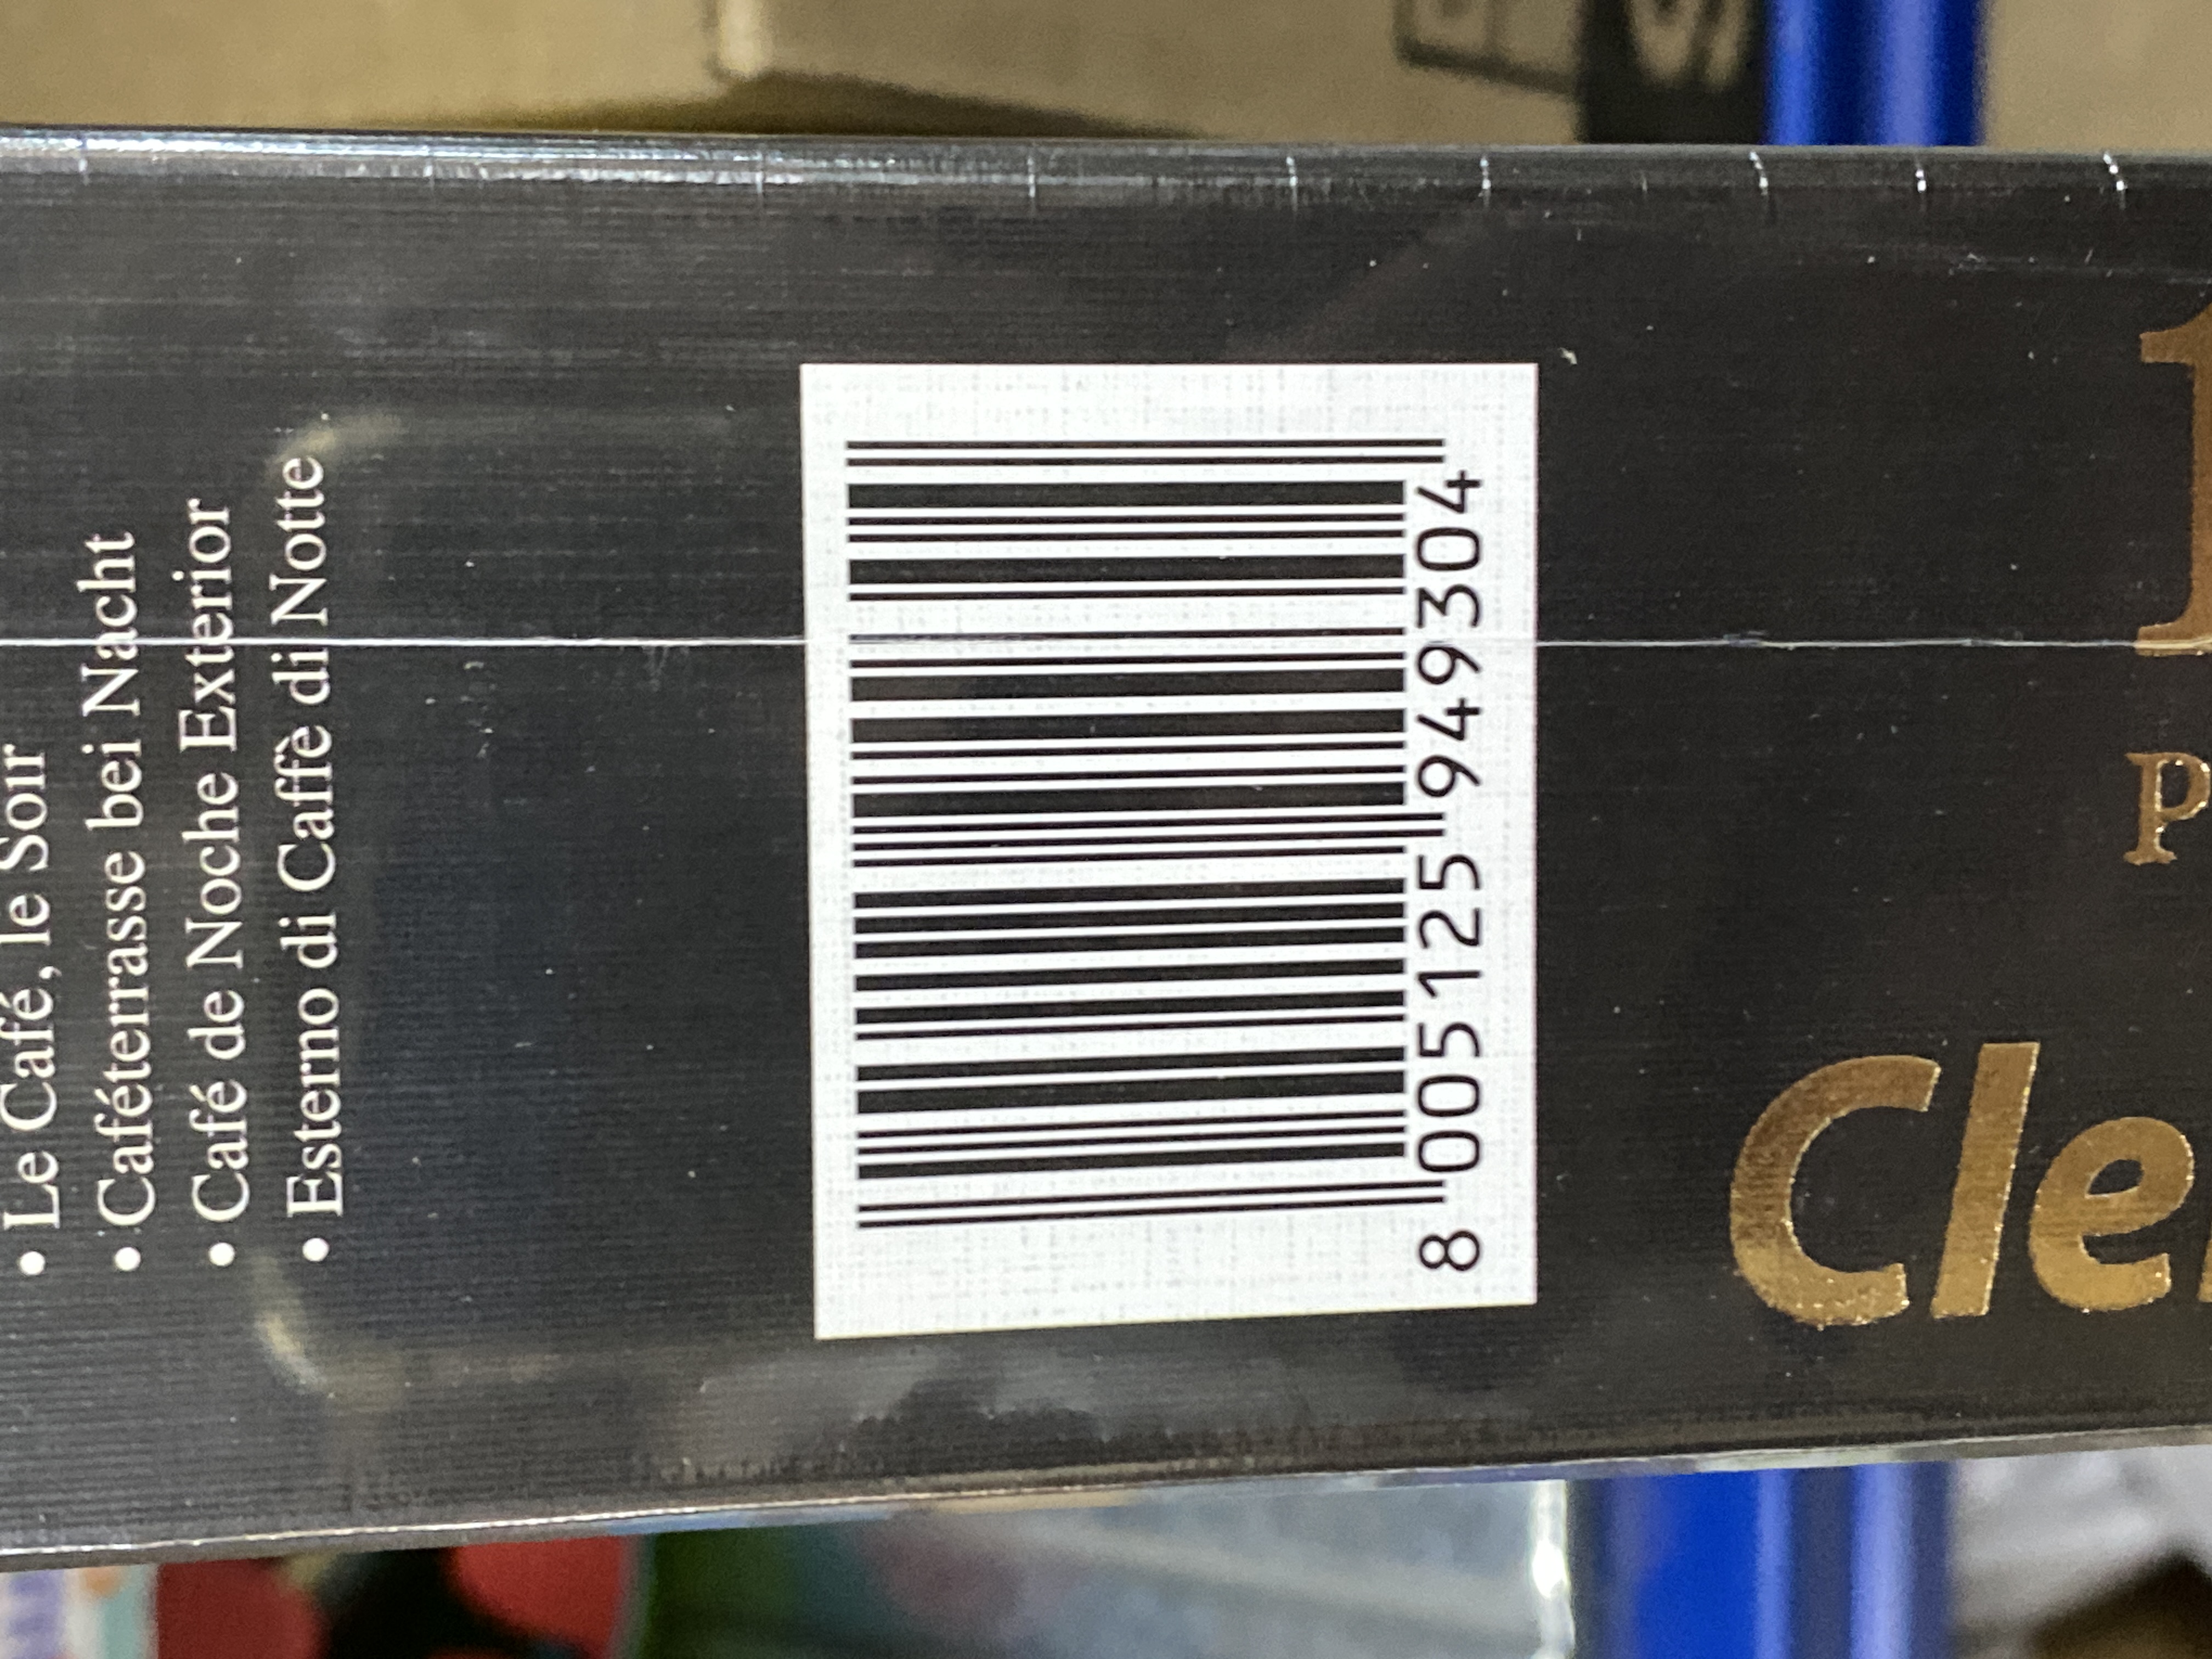 • Le Café, le Soir
• Caféterrasse bei Nacht
• Café de Noche Exterior
• Esterno di Caffè di Notte
8 005125 949304
Cle